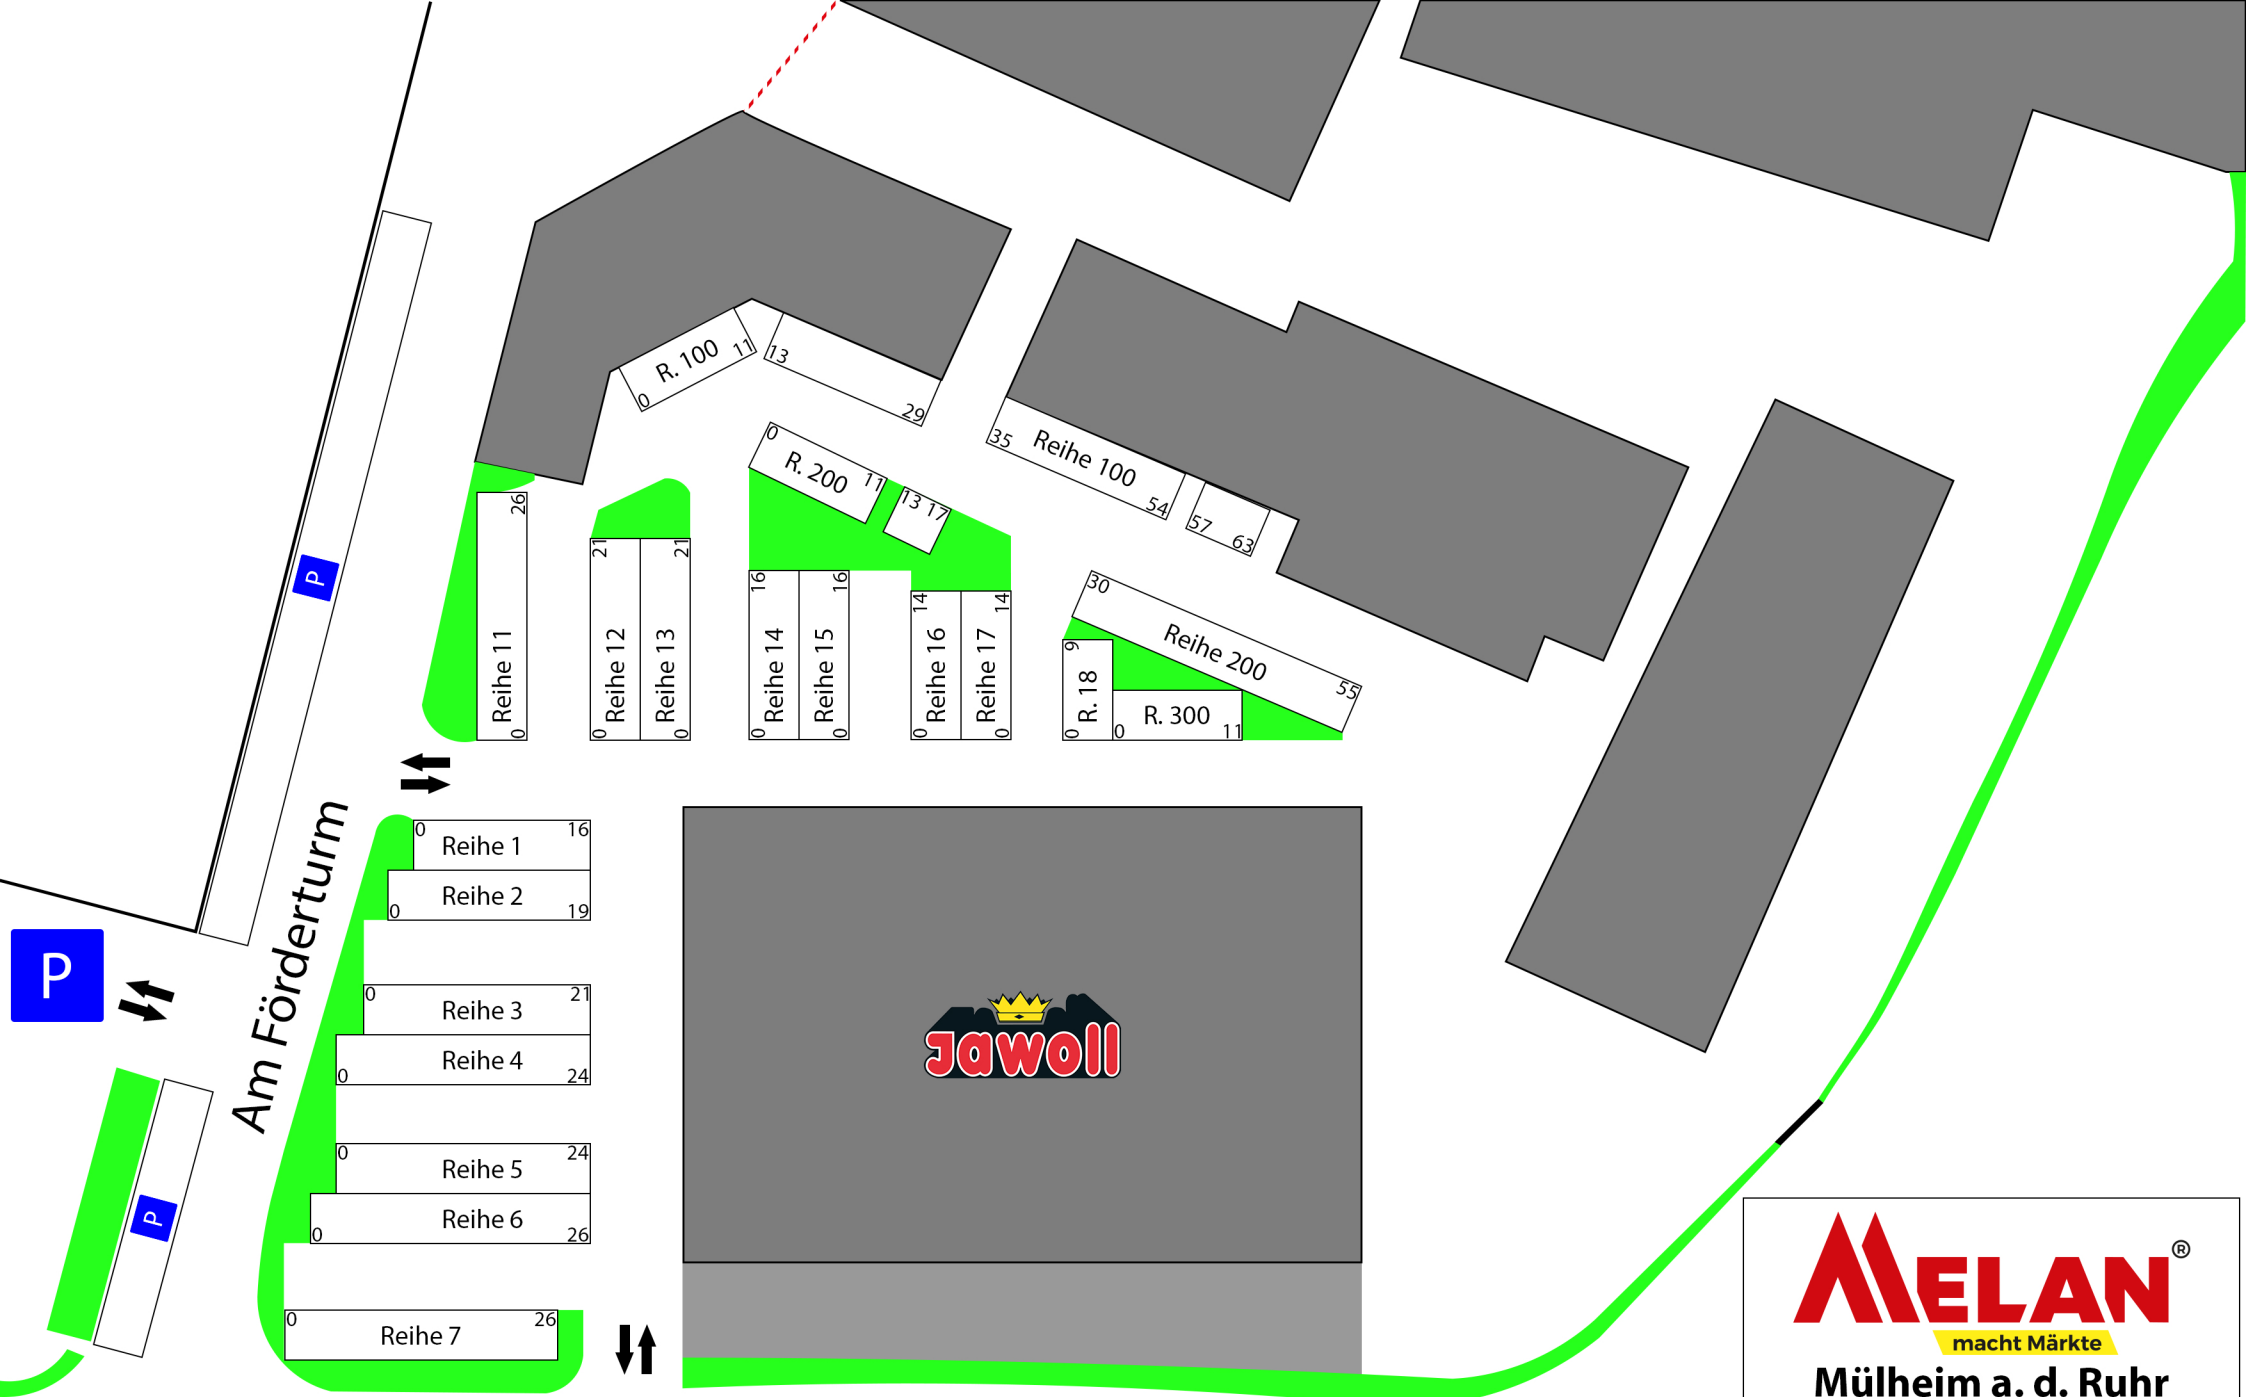 R. 100
0
11
13
29
35
Reihe 100
54
57
63
0
R. 200
11
13
17
30
Reihe 200
55
26
Reihe 11
0
21
Reihe 12
0
21
Reihe 13
0
16
Reihe 14
0
16
Reihe 15
0
14
Reihe 16
0
14
Reihe 17
0
9
R. 18
0
R. 300
0
11
P
P
P
Am Förderturm
0
Reihe 1
16
0
Reihe 2
19
0
Reihe 3
21
0
Reihe 4
24
0
Reihe 5
24
0
Reihe 6
26
0
Reihe 7
26
Jawoll
MELAN®
macht Märkte
Mülheim a. d. Ruhr